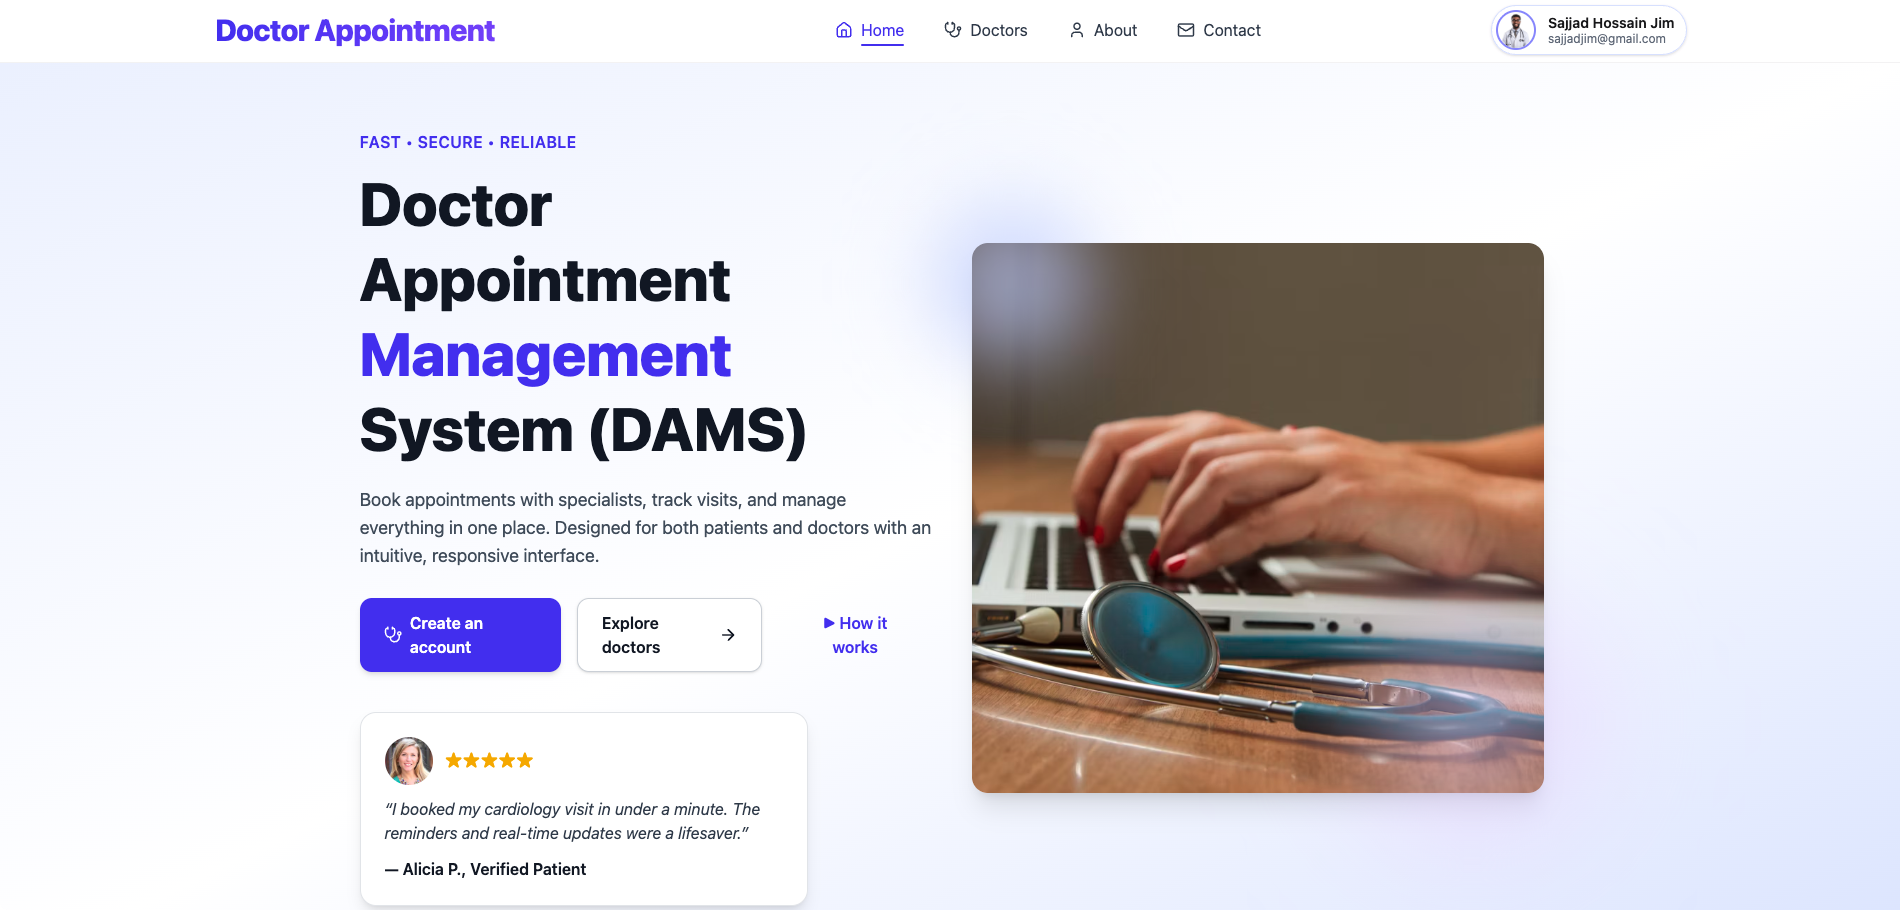 Doctor Appointment
Home
Doctors
About
Contact
Sajjad Hossain Jim
sajjadjim@gmail.com
FAST • SECURE • RELIABLE
Doctor
Appointment
Management
System (DAMS)
Book appointments with specialists, track visits, and manage
everything in one place. Designed for both patients and doctors with an
intuitive, responsive interface.
Create an
account
Explore
doctors
How it
works
“I booked my cardiology visit in under a minute. The
reminders and real-time updates were a lifesaver.”
— Alicia P., Verified Patient